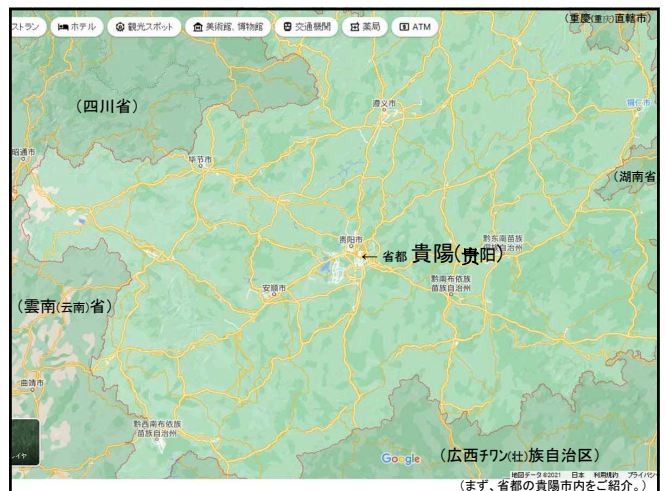 ストラン ホテル 観光スポット 美術館、博物館 交通機関 薬局 ATM
(重慶(重庆)直轄市)
(四川省)
遵义市
铜仁市
昭通市
毕节市
(湖南省
贵阳市
← 省都 貴陽(贵阳)
黔东南苗族
侗族自治州
黔南布依族
苗族自治州
安顺市
(雲南(云南)省)
曲靖市
黔西南布依族
苗族自治州
レイヤ
Google
(広西チワン(壮)族自治区)
地図データ ©2021 日本 利用規約 プライバシ
(まず、省都の貴陽市内をご紹介。)